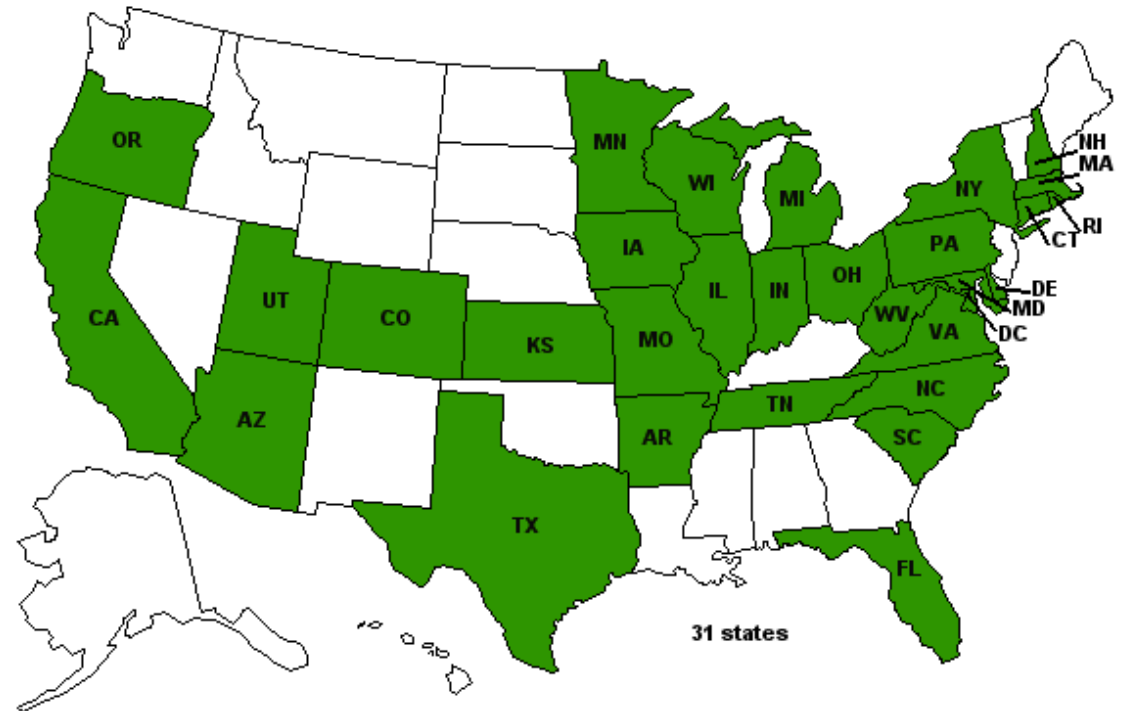 OR
MN
NH
MA
WI
MI
NY
RI
CT
PA
IA
OH
UT
IL
IN
DE
MD
CA
CO
WV
DC
KS
MO
VA
NC
TN
AZ
AR
SC
TX
FL
31 states